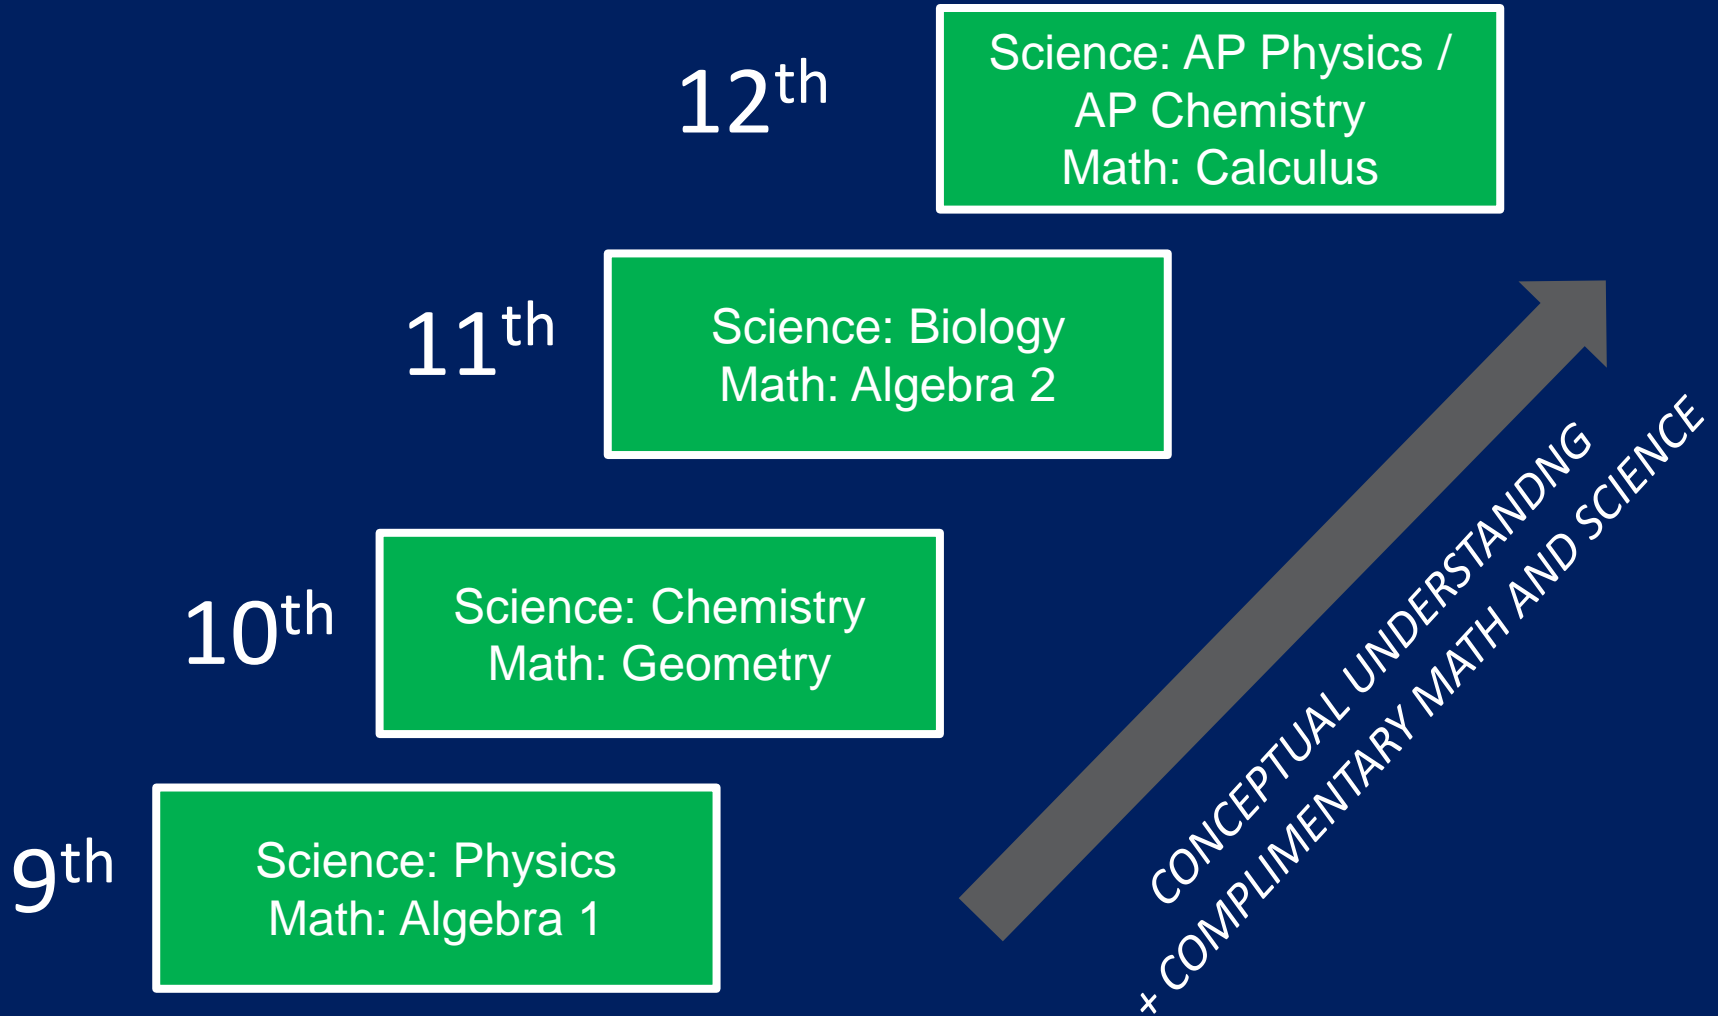 12th
Science: AP Physics /
AP Chemistry
Math: Calculus
11th
Science: Biology
Math: Algebra 2
10th
Science: Chemistry
Math: Geometry
9th
Science: Physics
Math: Algebra 1
CONCEPTUAL UNDERSTANDNG
+ COMPLIMENTARY MATH AND SCIENCE